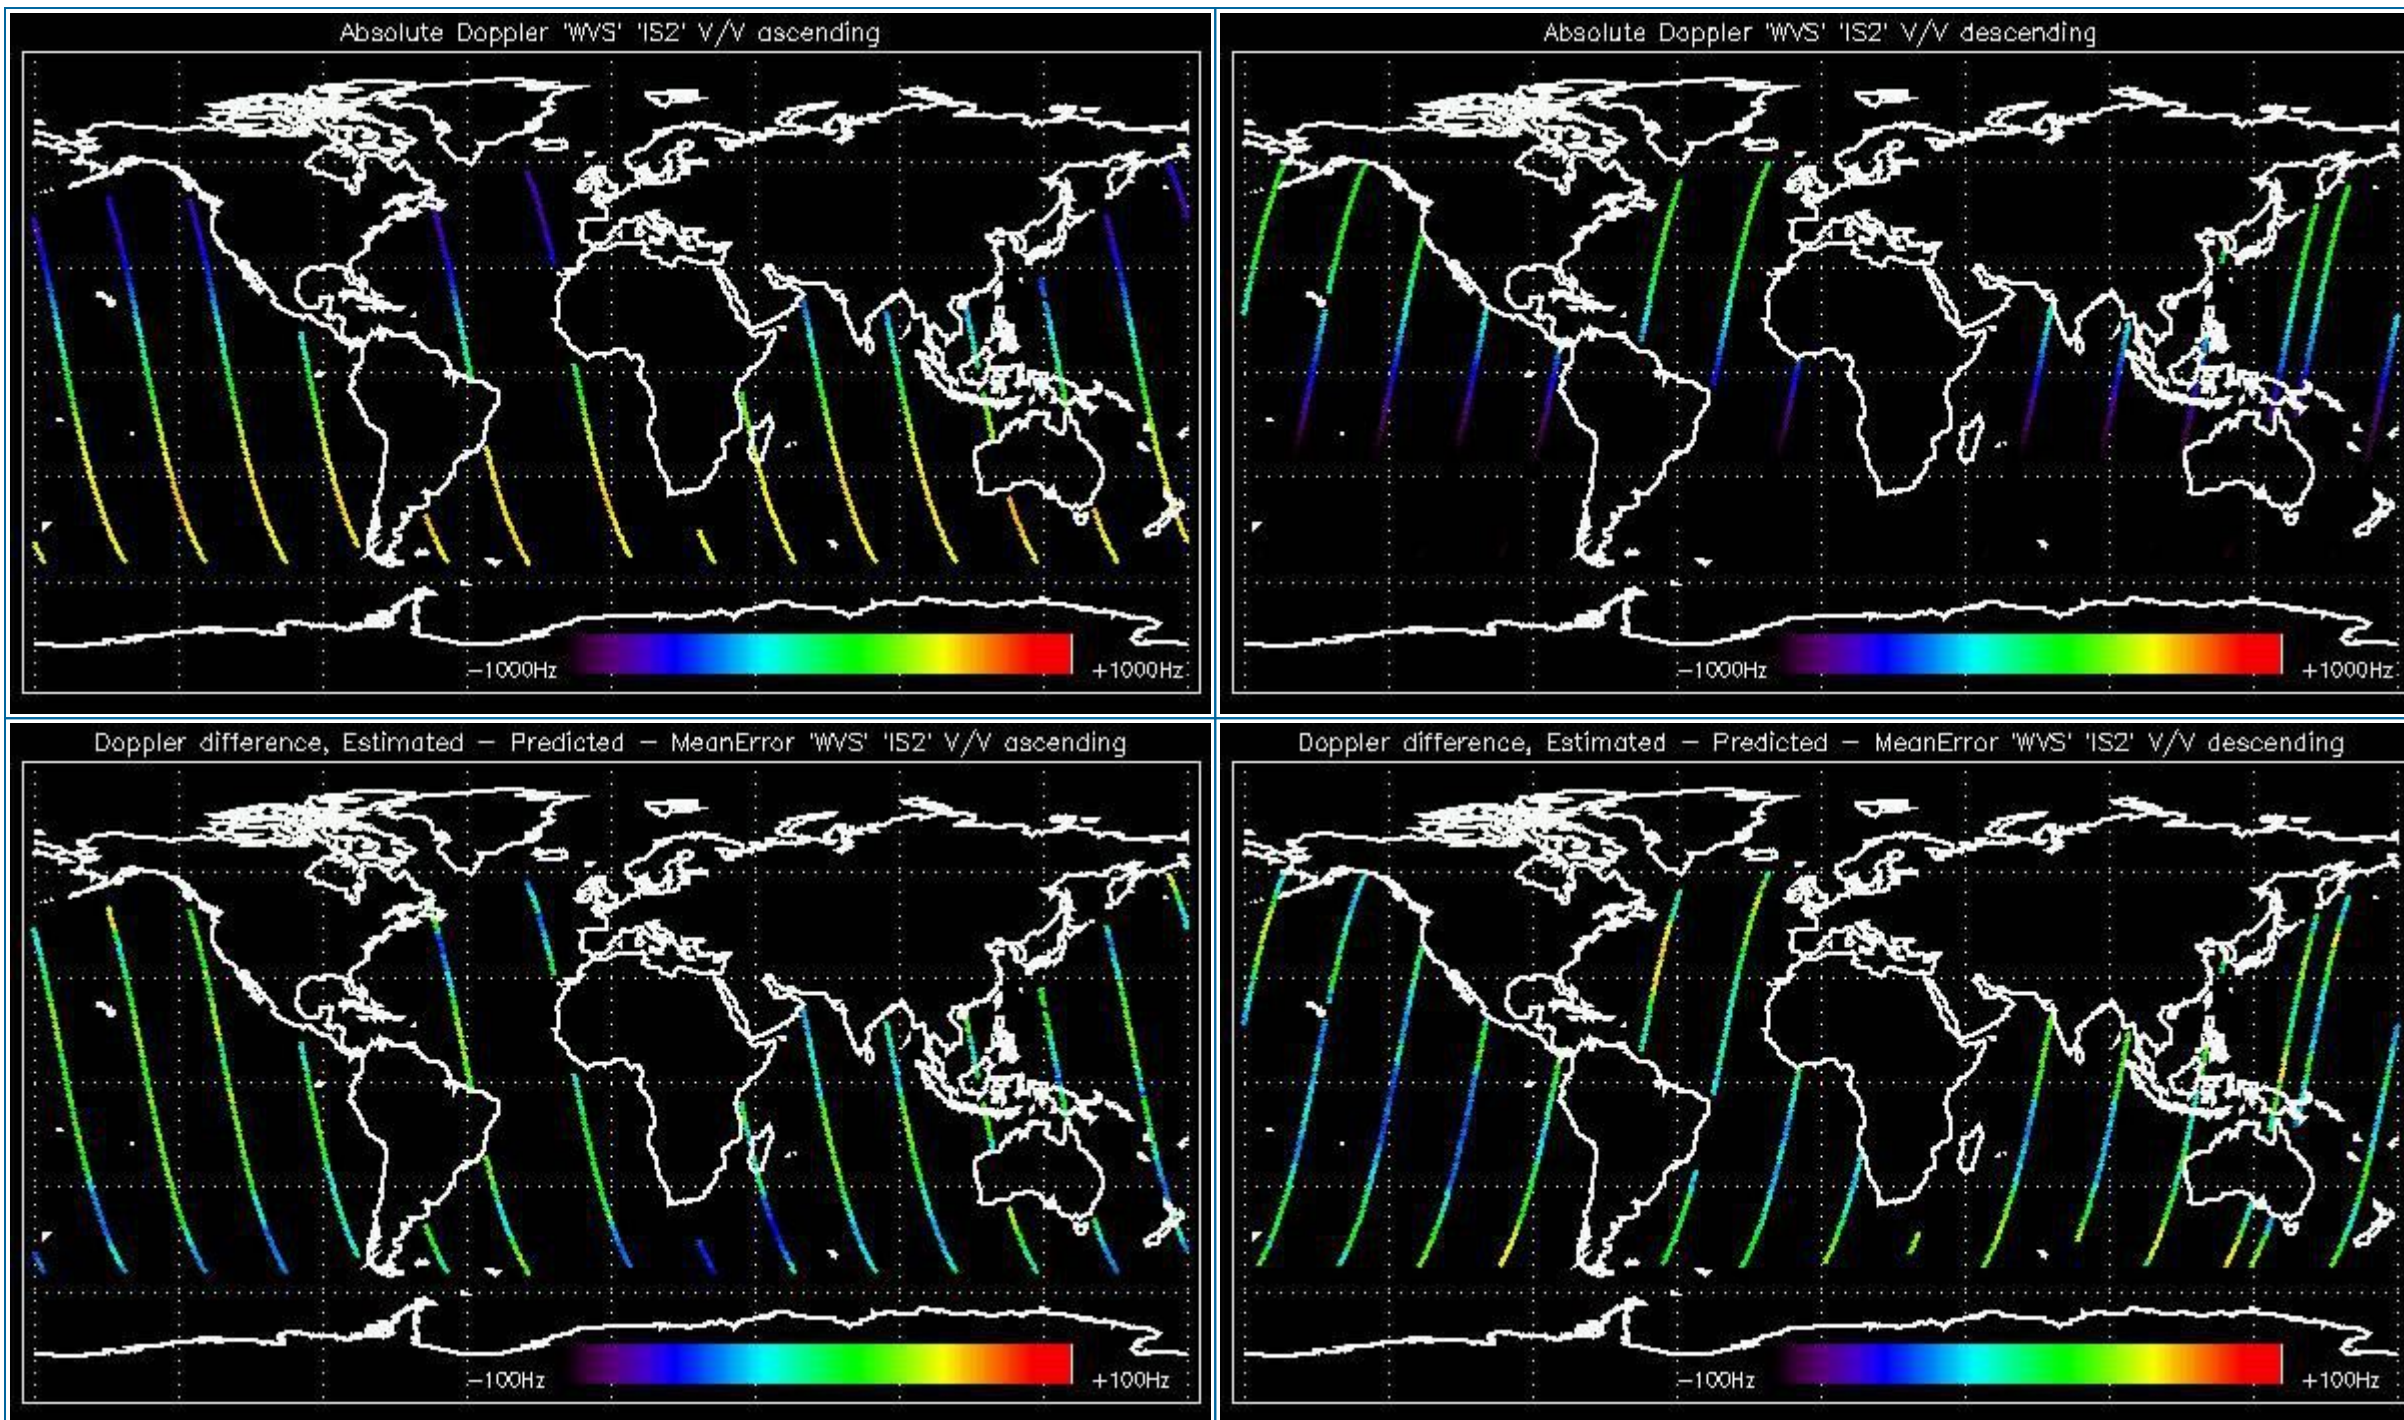 Absolute Doppler 'WVS' 'IS2' V/V ascending
-1000Hz
+1000Hz
Absolute Doppler 'WVS' 'IS2' V/V descending
-1000Hz
+1000Hz
Doppler difference, Estimated - Predicted - MeanError 'WVS' 'IS2' V/V ascending
-100Hz
+100Hz
Doppler difference, Estimated - Predicted - MeanError 'WVS' 'IS2' V/V descending
-100Hz
+100Hz